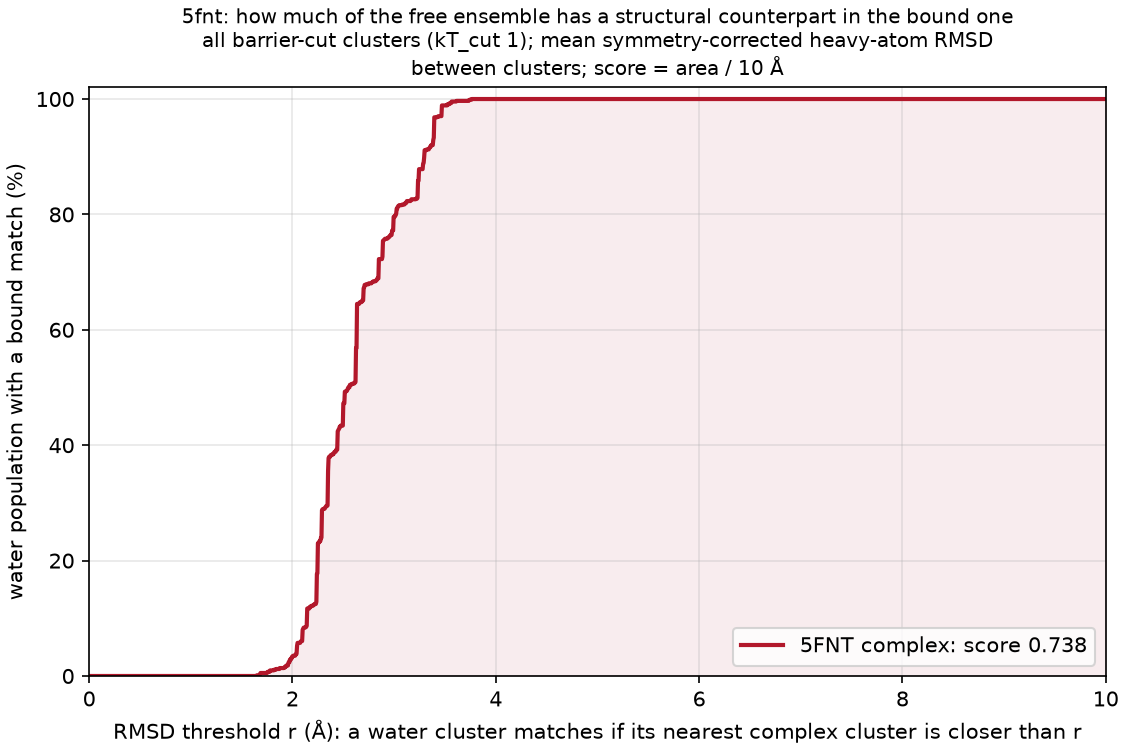 5fnt: how much of the free ensemble has a structural counterpart in the bound one
all barrier-cut clusters (kT_cut 1); mean symmetry-corrected heavy-atom RMSD
between clusters; score = area / 10 Å
water population with a bound match (%)
100
80
60
40
20
0
0 2 4 6 8 10
5FNT complex: score 0.738
RMSD threshold r (Å): a water cluster matches if its nearest complex cluster is closer than r